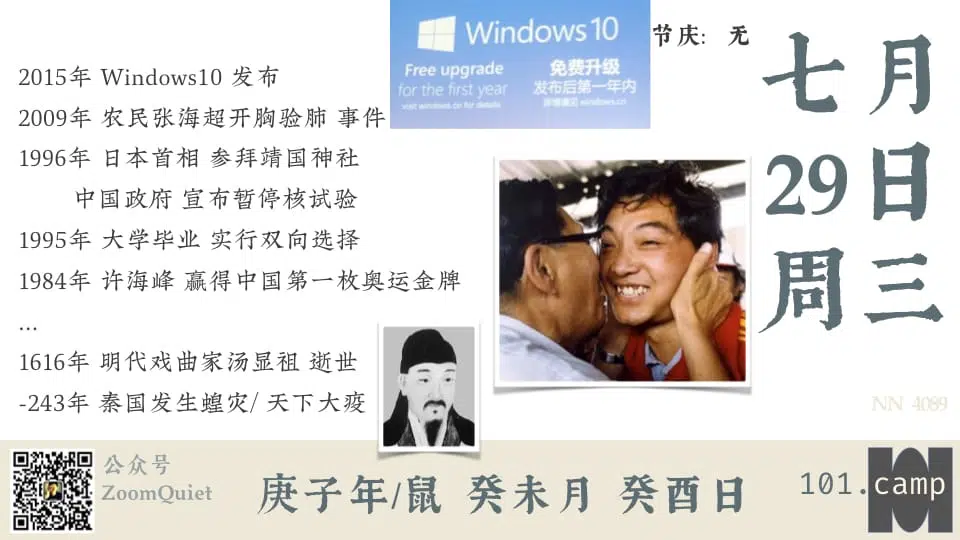 2015年 Windows10 发布
2009年 农民张海超开胸验肺 事件
1996年 日本首相 参拜靖国神社
中国政府 宣布暂停核试验
1995年 大学毕业 实行双向选择
1984年 许海峰 赢得中国第一枚奥运金牌
...
1616年 明代戏曲家汤显祖 逝世
-243年 秦国发生蝗灾/ 天下大疫
Windows 10
Free upgrade
for the first year
visit windows.cn for details
免费升级
发布后第一年内
详情请见 windows.cn
节庆： 无
七月
29日
周三
NN 4089
公众号
ZoomQuiet
庚子年/鼠 癸未月 癸酉日
101.camp